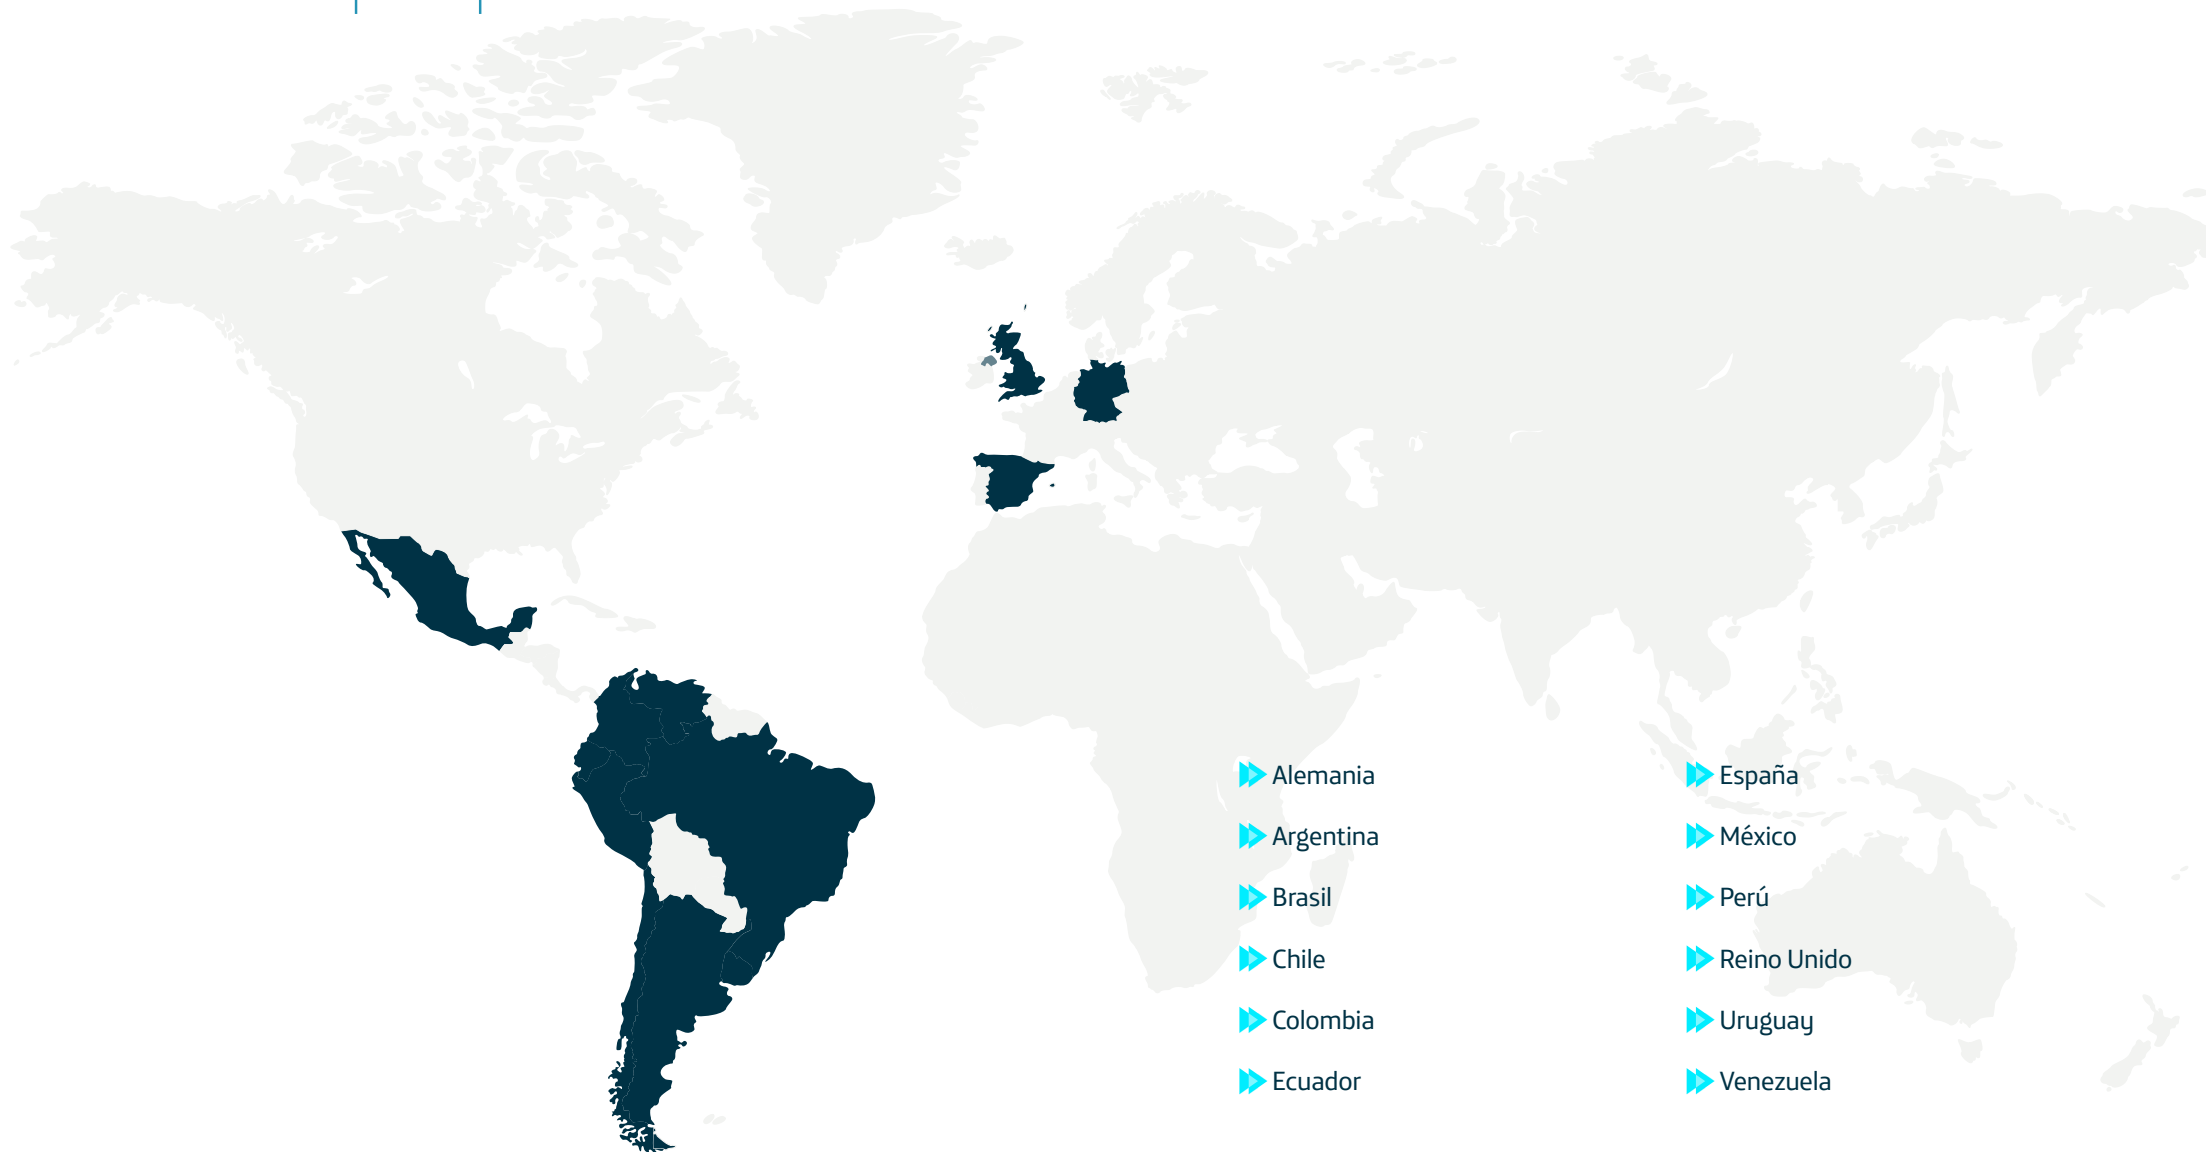 Alemania
Argentina
Brasil
Chile
Colombia
Ecuador
España
México
Perú
Reino Unido
Uruguay
Venezuela